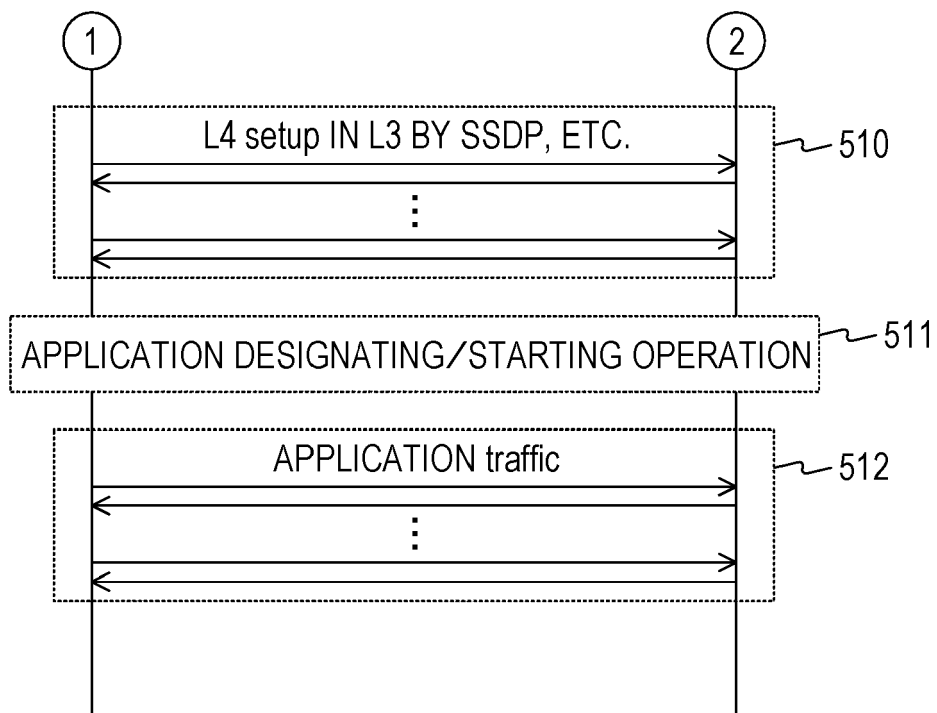 1
2
L4 setup IN L3 BY SSDP, ETC.
510
APPLICATION DESIGNATING/STARTING OPERATION
511
APPLICATION traffic
512